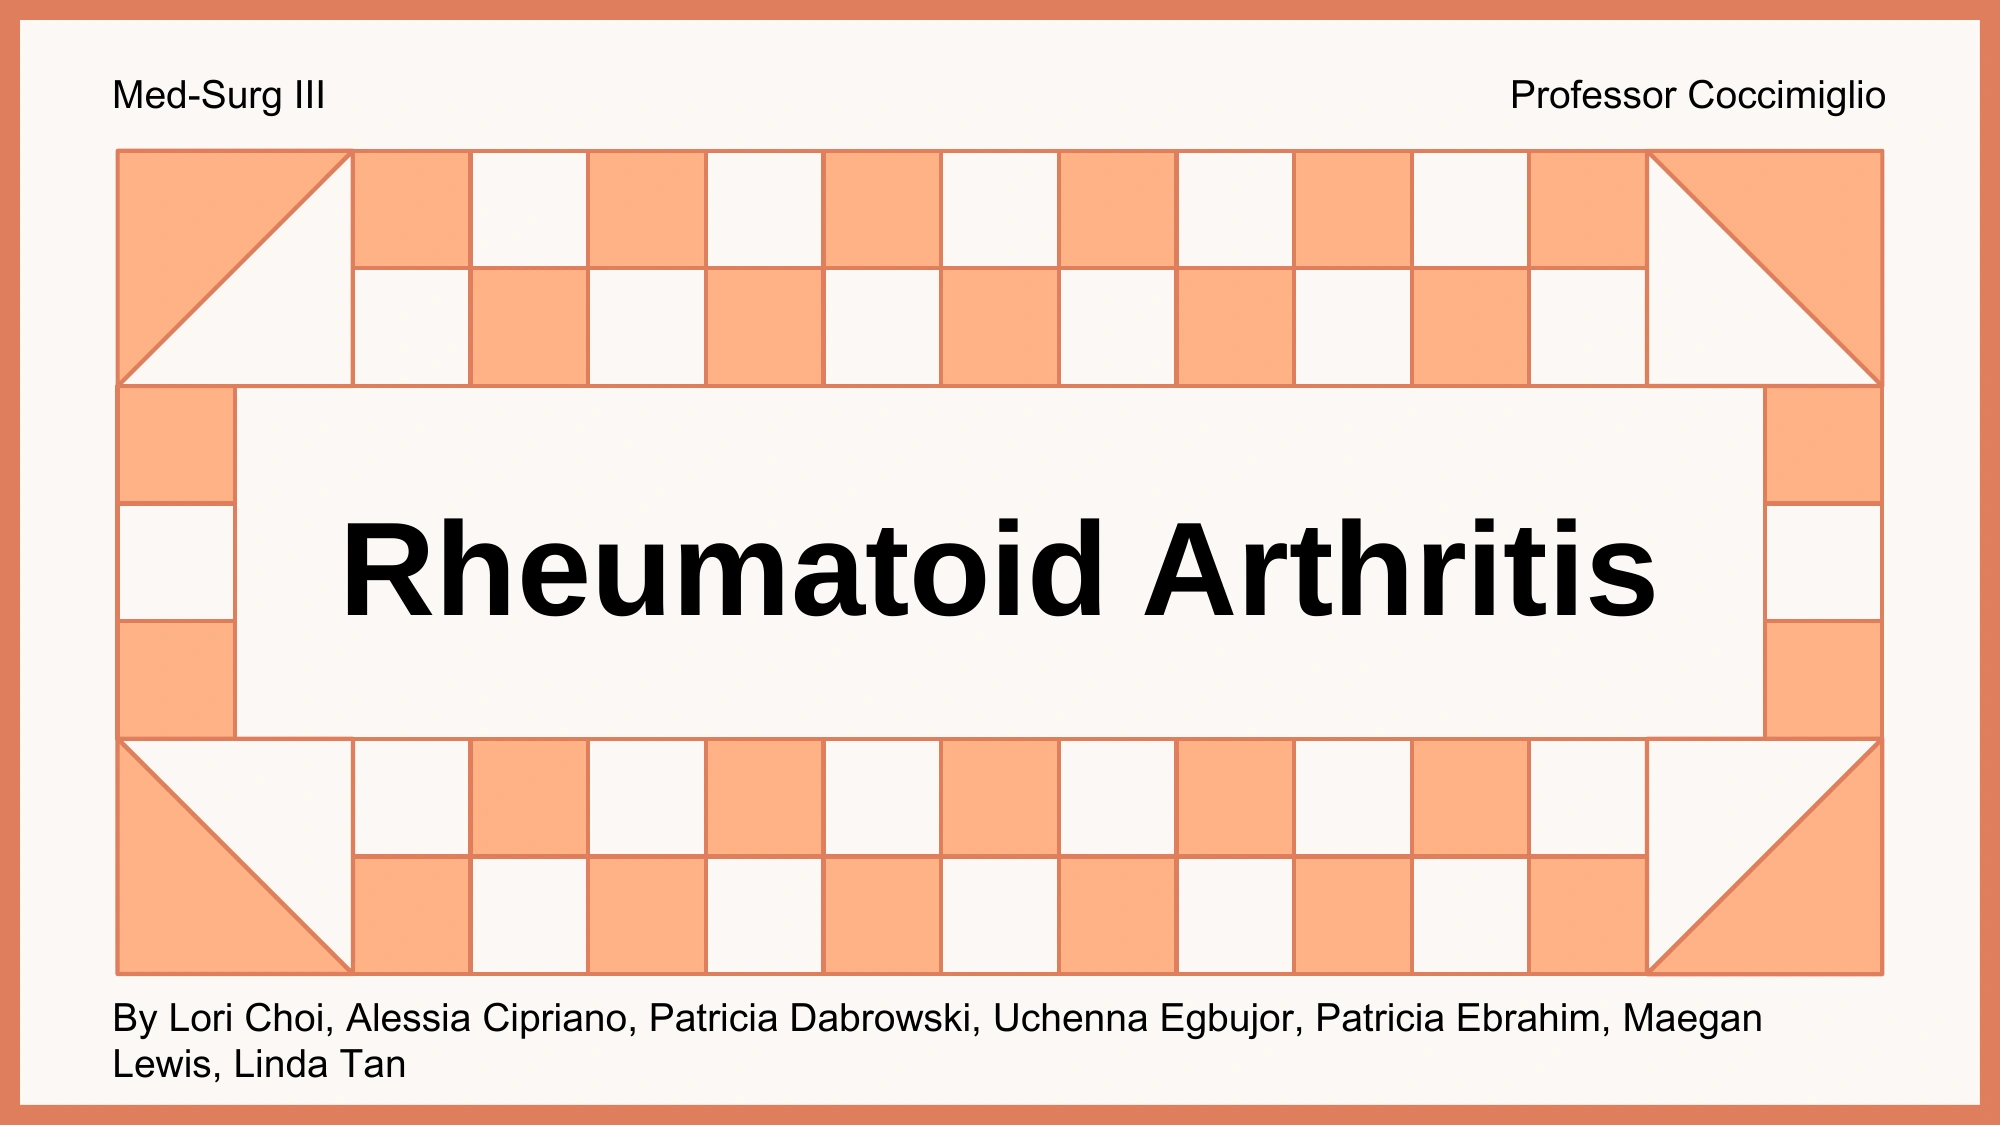 Med-Surg III
Professor Coccimiglio
Rheumatoid Arthritis
By Lori Choi, Alessia Cipriano, Patricia Dabrowski, Uchenna Egbujor, Patricia Ebrahim, Maegan
Lewis, Linda Tan